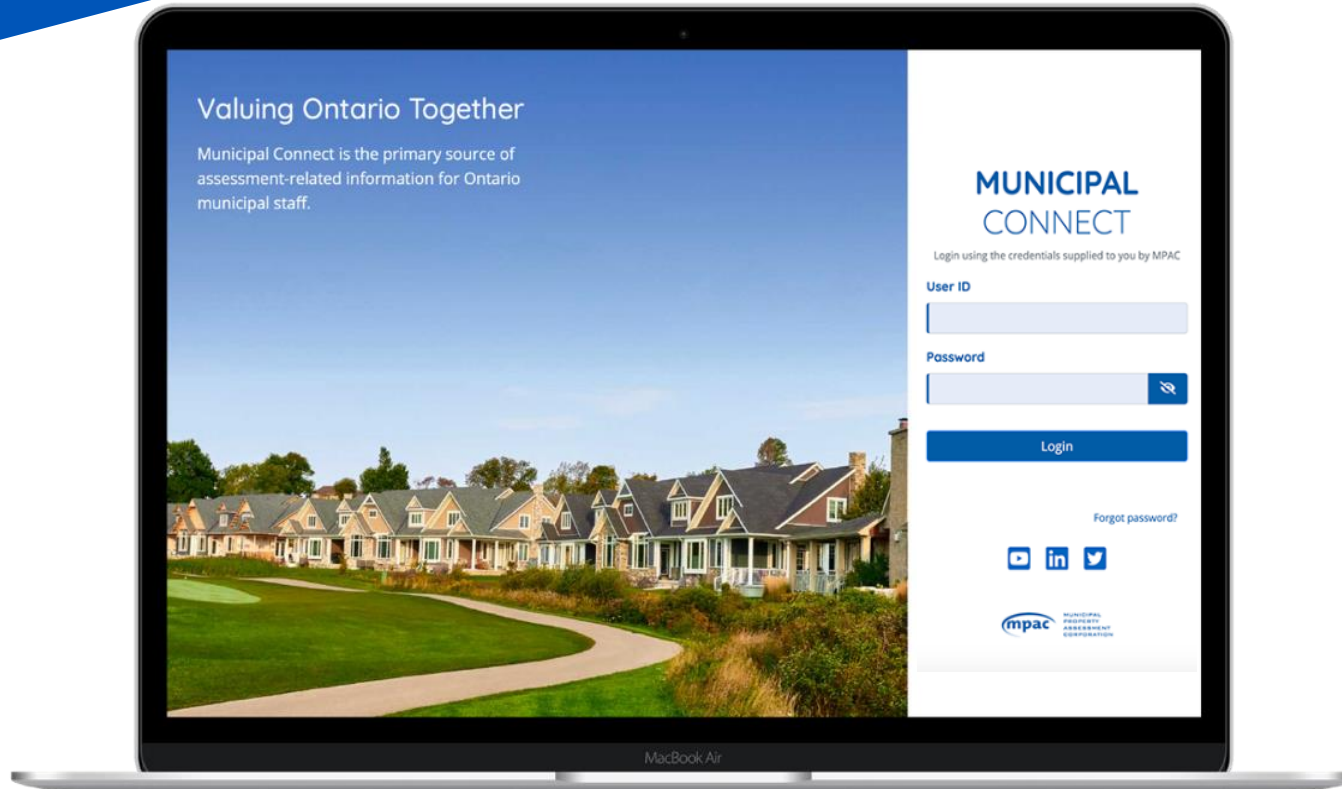 Valuing Ontario Together
Municipal Connect is the primary source of
assessment-related information for Ontario
municipal staff.
MUNICIPAL
CONNECT
Login using the credentials supplied to you by MPAC
User ID
Password
Login
Forgot password?
in
mpac
MUNICIPAL
PROPERTY
ASSESSMENT
CORPORATION
MacBook Air